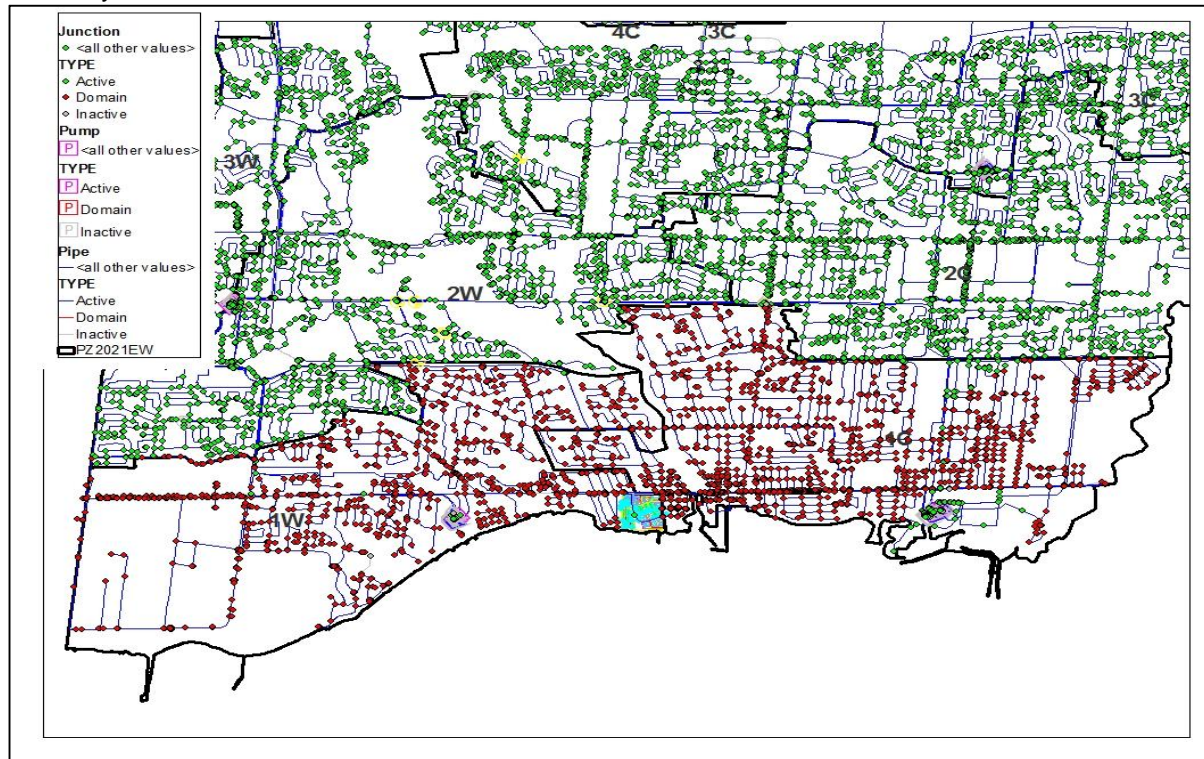 Junction
<all other values>
TYPE
Active
Domain
Inactive
Pump
P <all other values>
TYPE
P Active
P Domain
P Inactive
Pipe
<all other values>
TYPE
Active
Domain
Inactive
PZ2021EW
4C
3C
3C
3W
2C
2W
1W